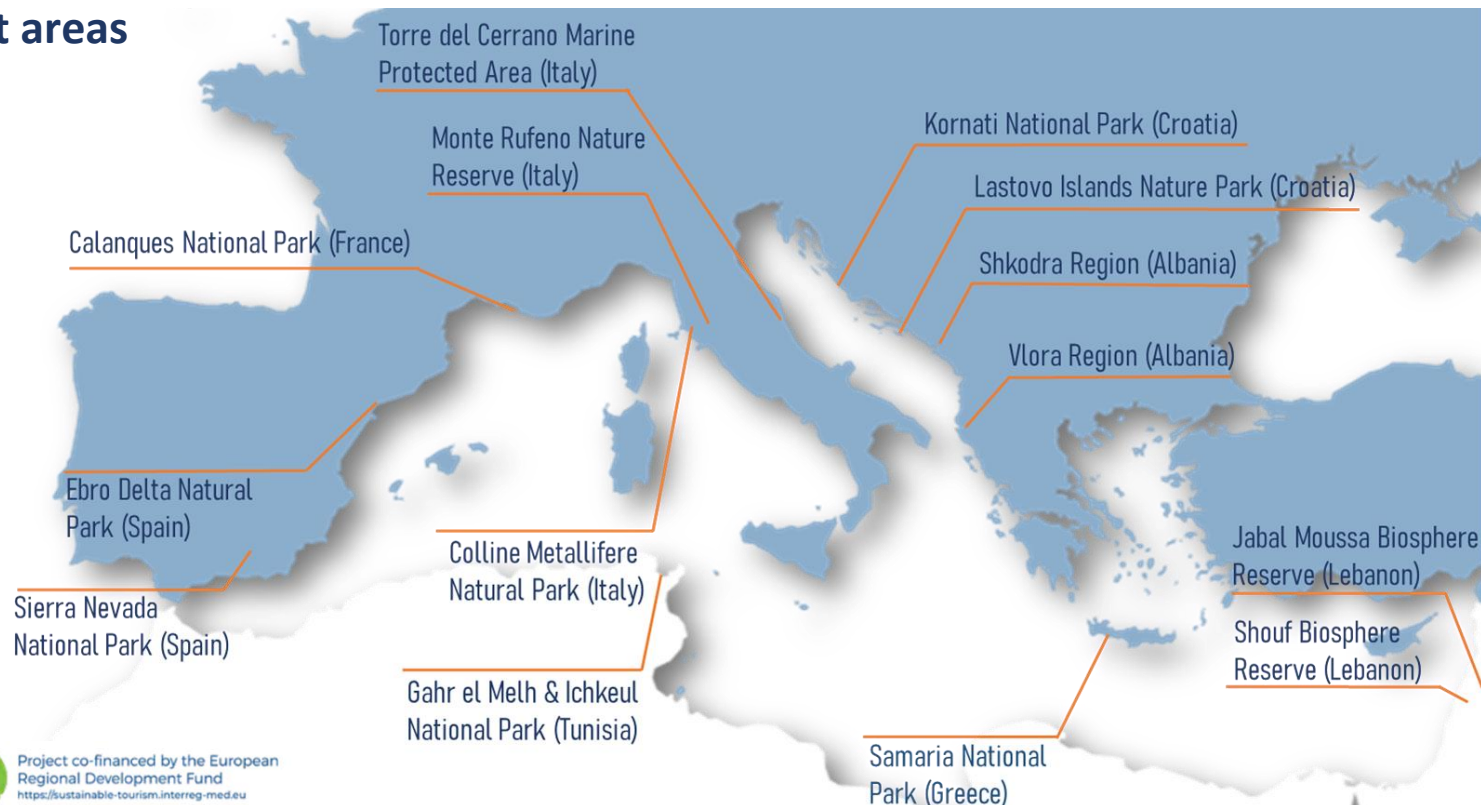 t areas
Torre del Cerrano Marine
Protected Area (Italy)
Monte Rufeno Nature
Reserve (Italy)
Calanques National Park (France)
Kornati National Park (Croatia)
Lastovo Islands Nature Park (Croatia)
Shkodra Region (Albania)
Vlora Region (Albania)
Ebro Delta Natural
Park (Spain)
Sierra Nevada
National Park (Spain)
Colline Metallifere
Natural Park (Italy)
Gahr el Melh & Ichkeul
National Park (Tunisia)
Jabal Moussa Biosphere
Reserve (Lebanon)
Shouf Biosphere
Reserve (Lebanon)
Samaria National
Park (Greece)
Project co-financed by the European
Regional Development Fund
https://sustainable-tourism.interreg-med.eu